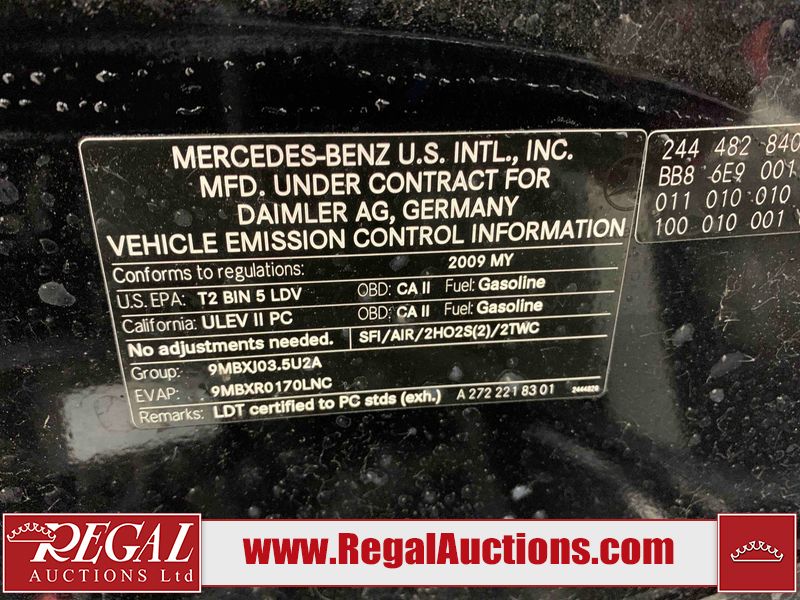 MERCEDES-BENZ U.S. INTL., INC.
MFD. UNDER CONTRACT FOR
DAIMLER AG, GERMANY
VEHICLE EMISSION CONTROL INFORMATION
Conforms to regulations: 2009 MY
U.S. EPA: T2 BIN 5 LDV OBD: CA II Fuel: Gasoline
California: ULEV II PC OBD: CA II Fuel: Gasoline
No adjustments needed. SFI/AIR/2HO2S(2)/2TWC
Group: 9MBXJ03.5U2A
EVAP: 9MBXR0170LNC
Remarks: LDT certified to PC stds (exh.) A 272 221 83 01 2444828
244 482 840
BB8 6E9 001
011 010 010
100 010 001
REGAL
AUCTIONS Ltd
www.RegalAuctions.com